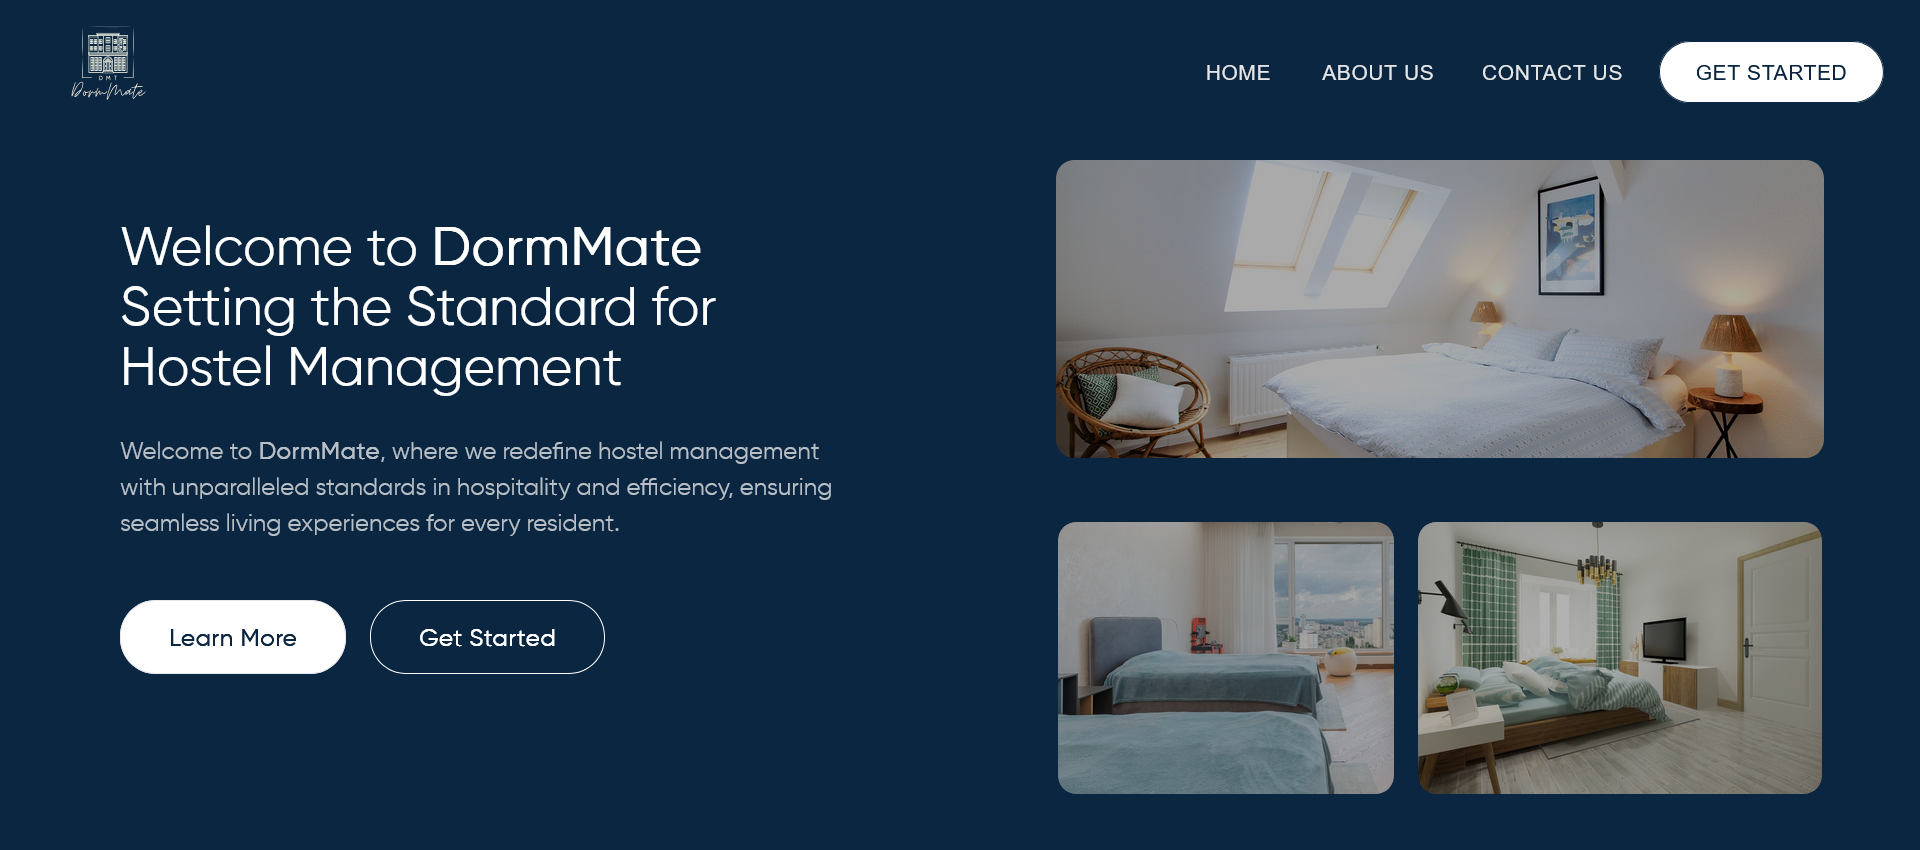 DMT
DormMate
HOME
ABOUT US
CONTACT US
GET STARTED
Welcome to DormMate
Setting the Standard for
Hostel Management
Welcome to DormMate, where we redefine hostel management
with unparalleled standards in hospitality and efficiency, ensuring
seamless living experiences for every resident.
Learn More
Get Started